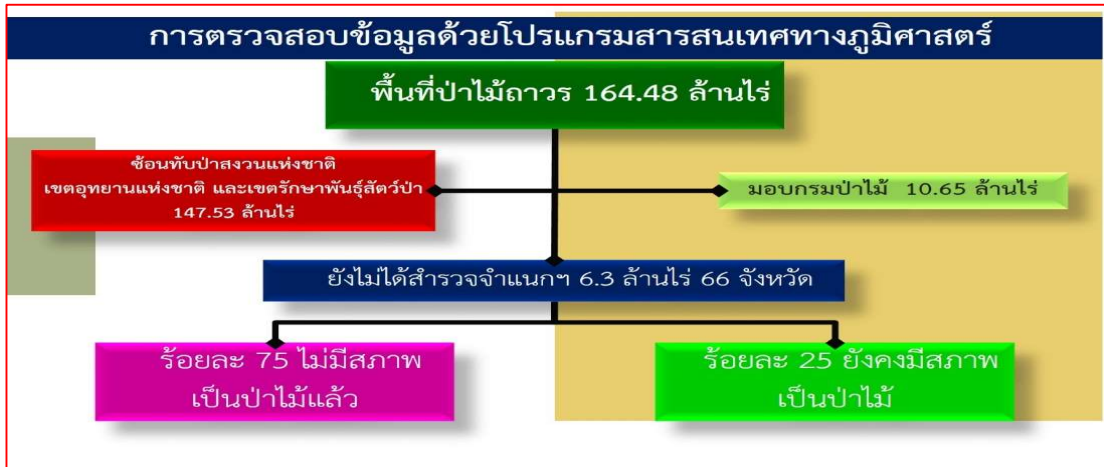 การตรวจสอบข้อมูลด้วยโปรแกรมสารสนเทศทางภูมิศาสตร์
พื้นที่ป่าไม้ถาวร 164.48 ล้านไร่
ซ้อนทับป่าสงวนแห่งชาติ
เขตอุทยานแห่งชาติ และเขตรักษาพันธุ์สัตว์ป่า
147.53 ล้านไร่
มอบกรมป่าไม้ 10.65 ล้านไร่
ยังไม่ได้สำรวจจำแนกฯ 6.3 ล้านไร่ 66 จังหวัด
ร้อยละ 75 ไม่มีสภาพ
เป็นป่าไม้แล้ว
ร้อยละ 25 ยังคงมีสภาพ
เป็นป่าไม้